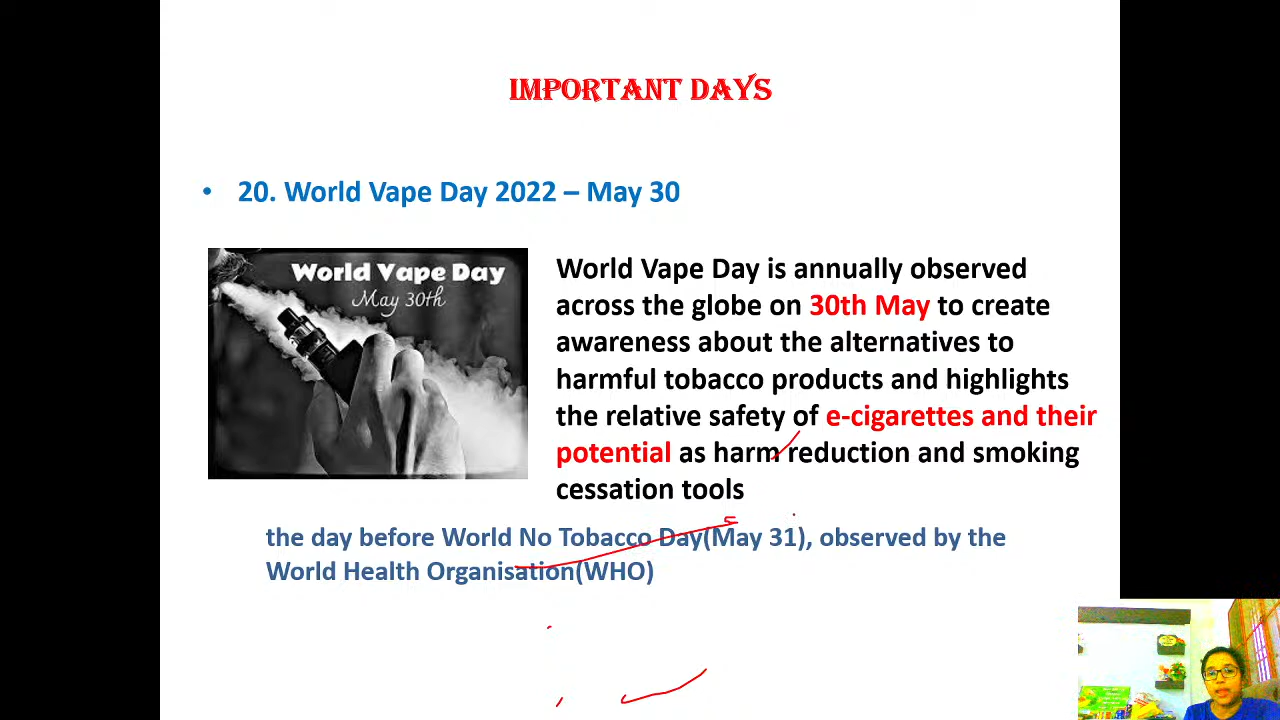 IMPORTANT DAYS
• 20. World Vape Day 2022 – May 30
World Vape Day
May 30th
World Vape Day is annually observed
across the globe on 30th May to create
awareness about the alternatives to
harmful tobacco products and highlights
the relative safety of e-cigarettes and their
potential as harm reduction and smoking
cessation tools
the day before World No Tobacco Day(May 31), observed by the
World Health Organisation(WHO)